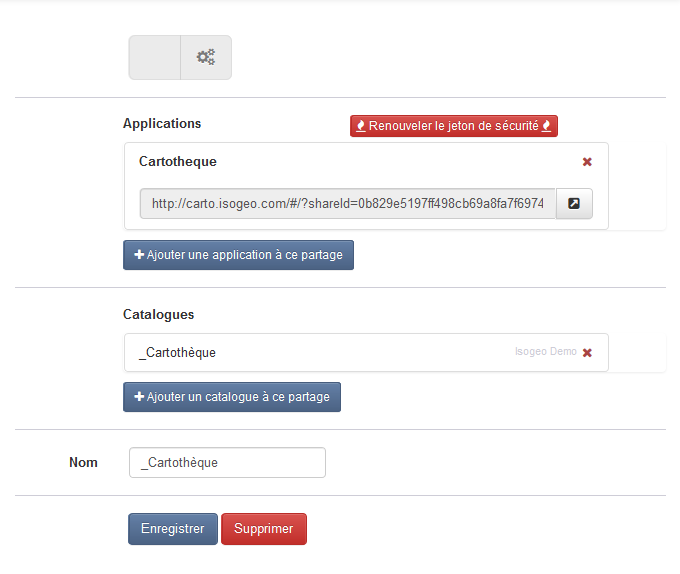 Applications
Renouveler le jeton de sécurité
Cartotheque
http://carto.isogeo.com/#/?shareId=0b829e5197ff498cb69a8fa7f6974
Ajouter une application à ce partage
Catalogues
_Cartothèque
Isogeo Demo
Ajouter un catalogue à ce partage
Nom
_Cartothèque
Enregistrer
Supprimer